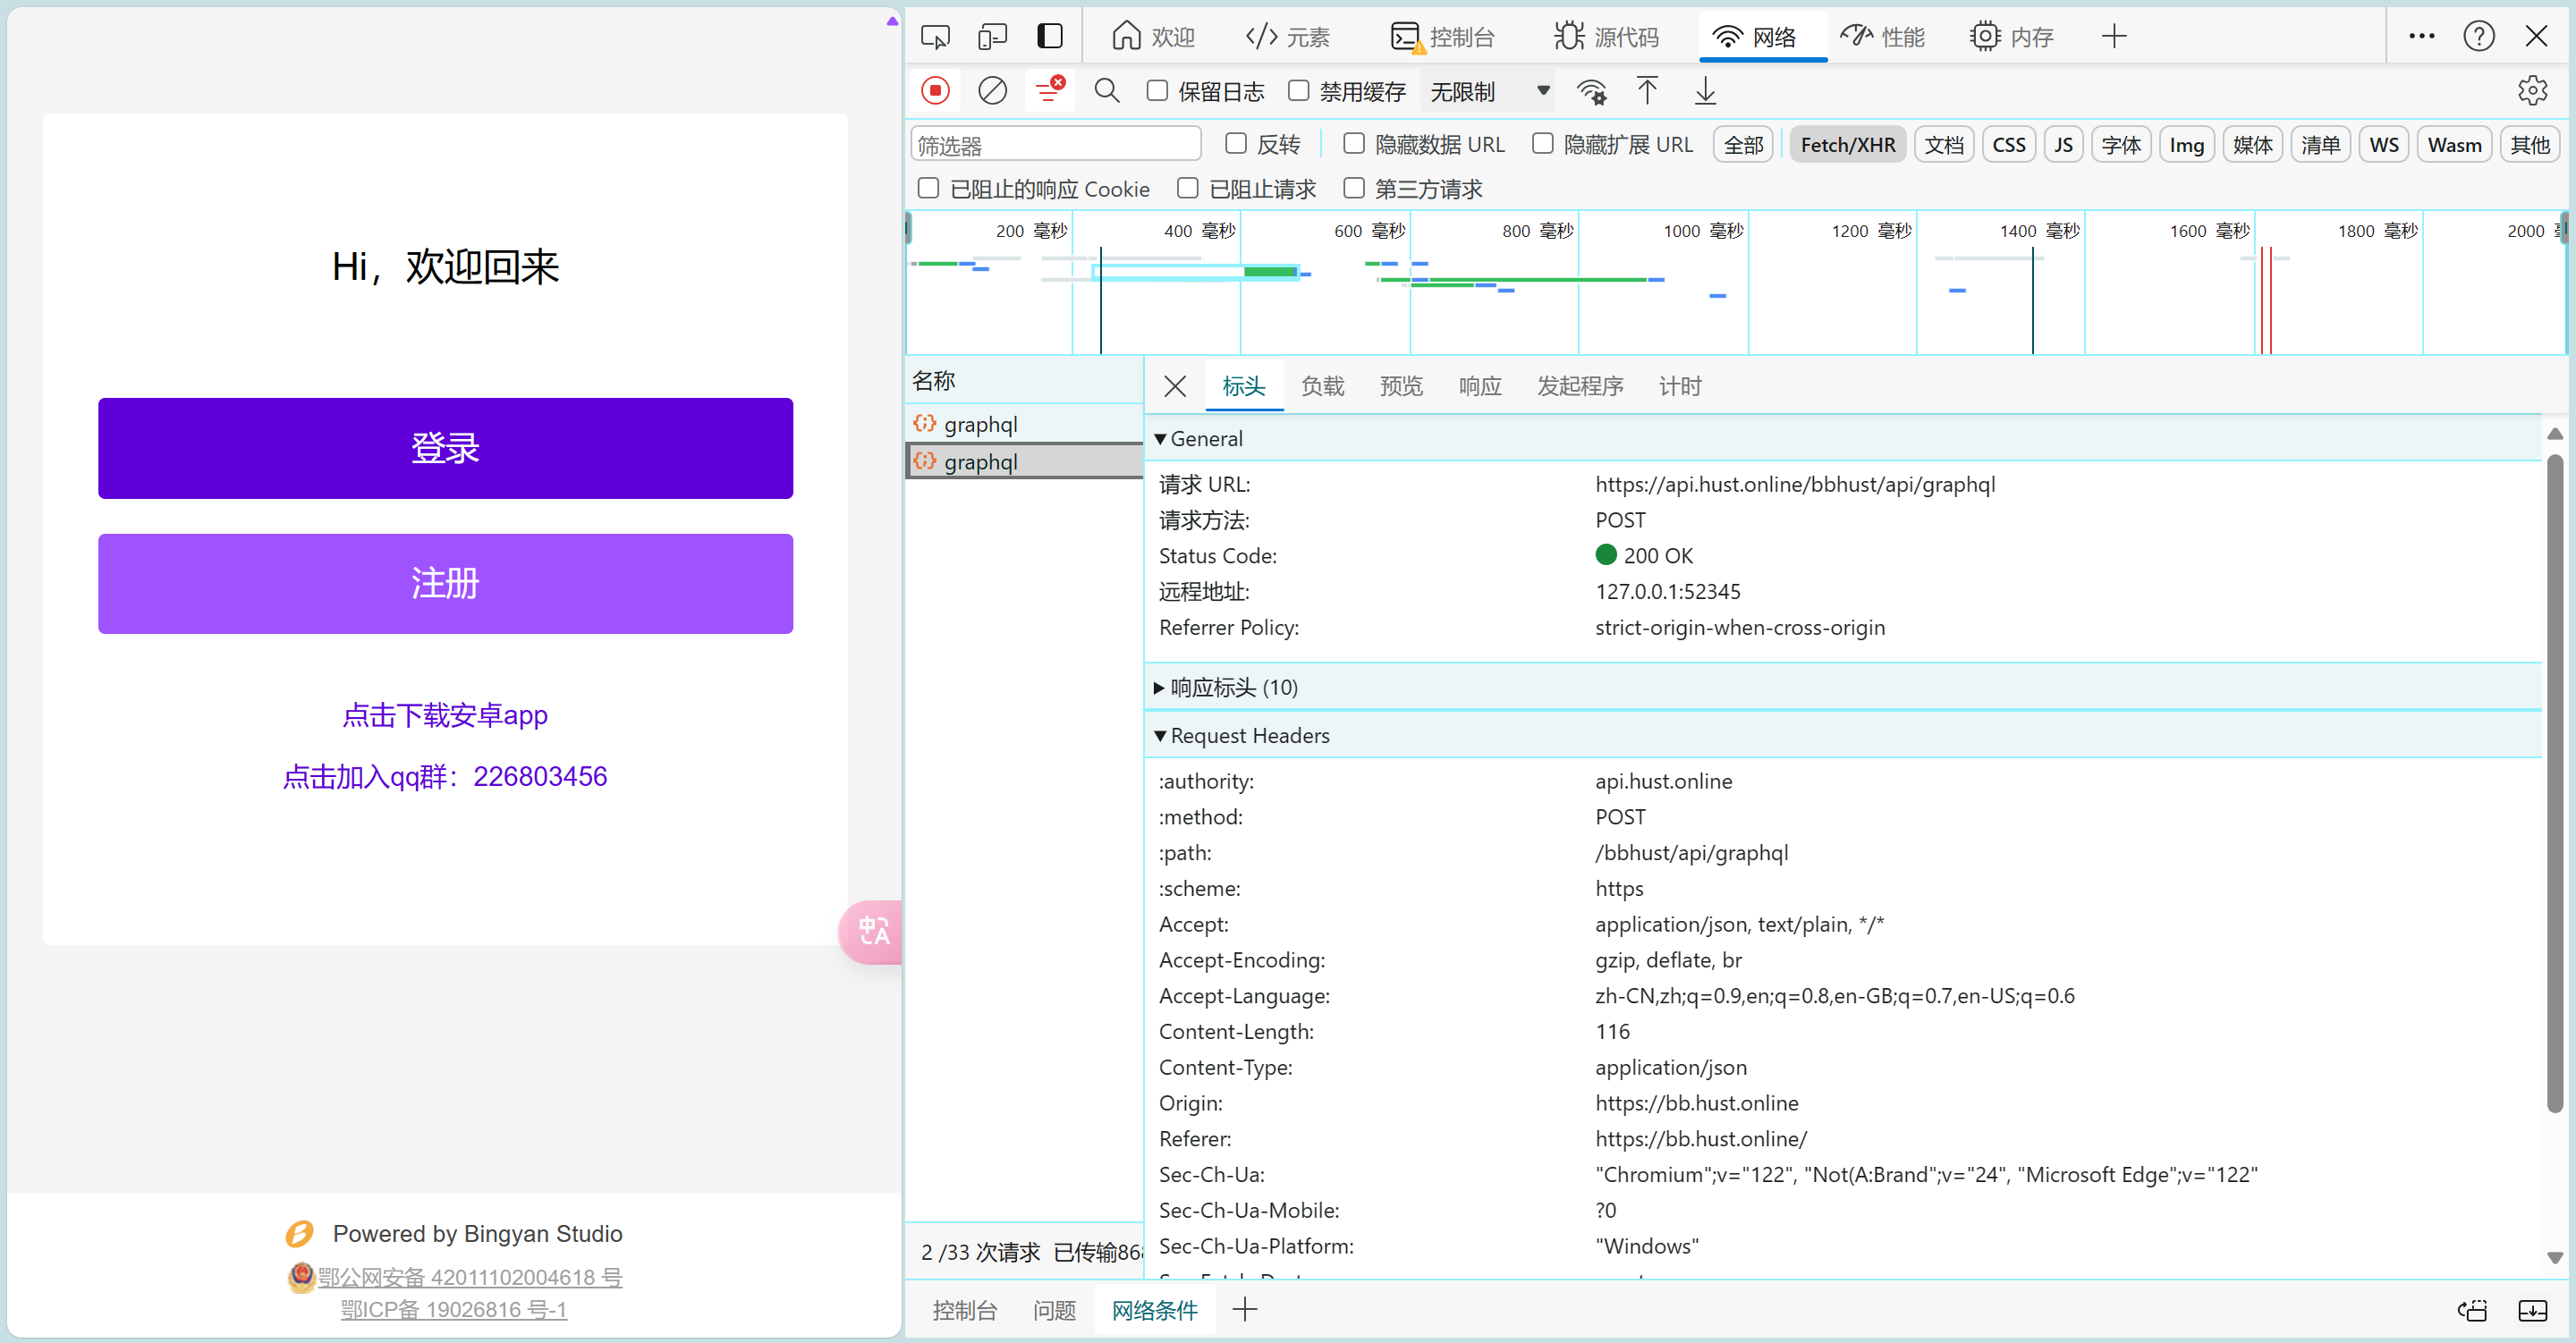 Hi，欢迎回来
登录
注册
点击下载安卓app
点击加入qq群：226803456
中A
Powered by Bingyan Studio
鄂公网安备 42011102004618 号
鄂ICP备 19026816 号-1
欢迎 元素 控制台 源代码 网络 性能 内存
保留日志 禁用缓存 无限制
筛选器 反转 隐藏数据 URL 隐藏扩展 URL 全部 Fetch/XHR 文档 CSS JS 字体 Img 媒体 清单 WS Wasm 其他
已阻止的响应 Cookie 已阻止请求 第三方请求
200 毫秒 400 毫秒 600 毫秒 800 毫秒 1000 毫秒 1200 毫秒 1400 毫秒 1600 毫秒 1800 毫秒 2000
名称
graphql
graphql
2 /33 次请求 已传输86
标头 负载 预览 响应 发起程序 计时
General
请求 URL: https://api.hust.online/bbhust/api/graphql
请求方法: POST
Status Code: 200 OK
远程地址: 127.0.0.1:52345
Referrer Policy: strict-origin-when-cross-origin
响应标头 (10)
Request Headers
:authority: api.hust.online
:method: POST
:path: /bbhust/api/graphql
:scheme: https
Accept: application/json, text/plain, */*
Accept-Encoding: gzip, deflate, br
Accept-Language: zh-CN,zh;q=0.9,en;q=0.8,en-GB;q=0.7,en-US;q=0.6
Content-Length: 116
Content-Type: application/json
Origin: https://bb.hust.online
Referer: https://bb.hust.online/
Sec-Ch-Ua: "Chromium";v="122", "Not(A:Brand";v="24", "Microsoft Edge";v="122"
Sec-Ch-Ua-Mobile: ?0
Sec-Ch-Ua-Platform: "Windows"
控制台 问题 网络条件